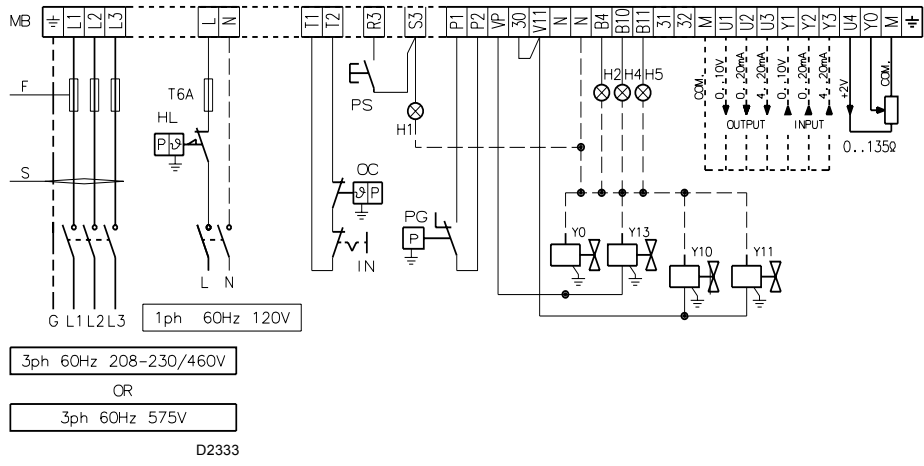 MB ⏚ L1 L2 L3 L N T1 T2 R3 S3 P1 P2 VP 30 V11 N N B4 B10 B11 31 32 M U1 U2 U3 Y1 Y2 Y3 U4 Y0 M ⏚
F
T6A
HL
P ϑ
S
PS
H1
H2 H4 H5
COM.
0..10V
0..20mA
4..20mA
0..10V
0..20mA
4..20mA
OUTPUT INPUT
+2V
COM.
0..135Ω
OC
ϑ P
IN
PG
P
Y0 Y13
Y10 Y11
L N
G L1 L2 L3
1ph 60Hz 120V
3ph 60Hz 208-230/460V
OR
3ph 60Hz 575V
D2333